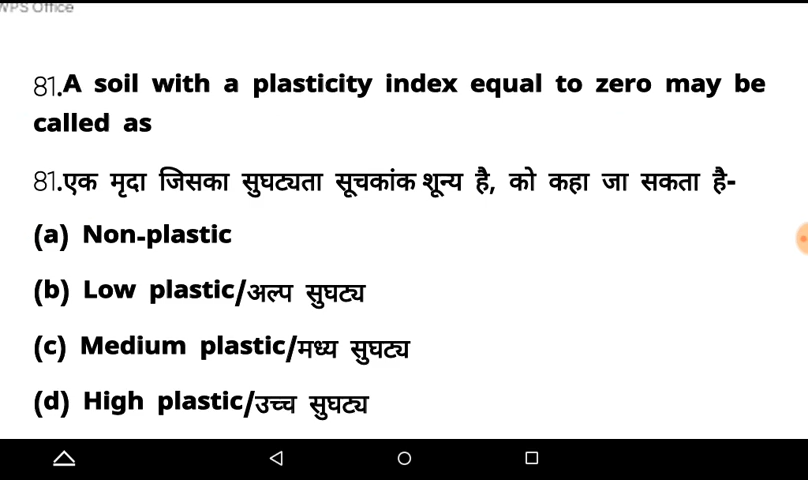 WPS Office
81.A soil with a plasticity index equal to zero may be
called as
81.एक मृदा जिसका सुघट्यता सूचकांक शून्य है, को कहा जा सकता है-
(a) Non-plastic
(b) Low plastic/अल्प सुघट्य
(c) Medium plastic/मध्य सुघट्य
(d) High plastic/उच्च सुघट्य